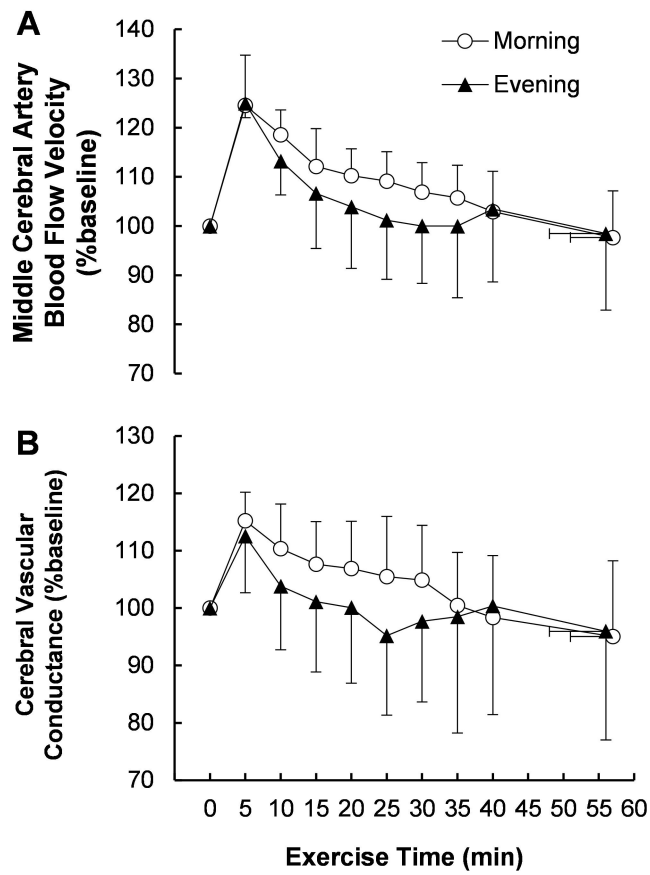 A
Middle Cerebral Artery
Blood Flow Velocity
(%baseline)
140
130
120
110
100
90
80
70
Morning
Evening
B
Cerebral Vascular
Conductance (%baseline)
130
120
110
100
90
80
70
0 5 10 15 20 25 30 35 40 45 50 55 60
Exercise Time (min)